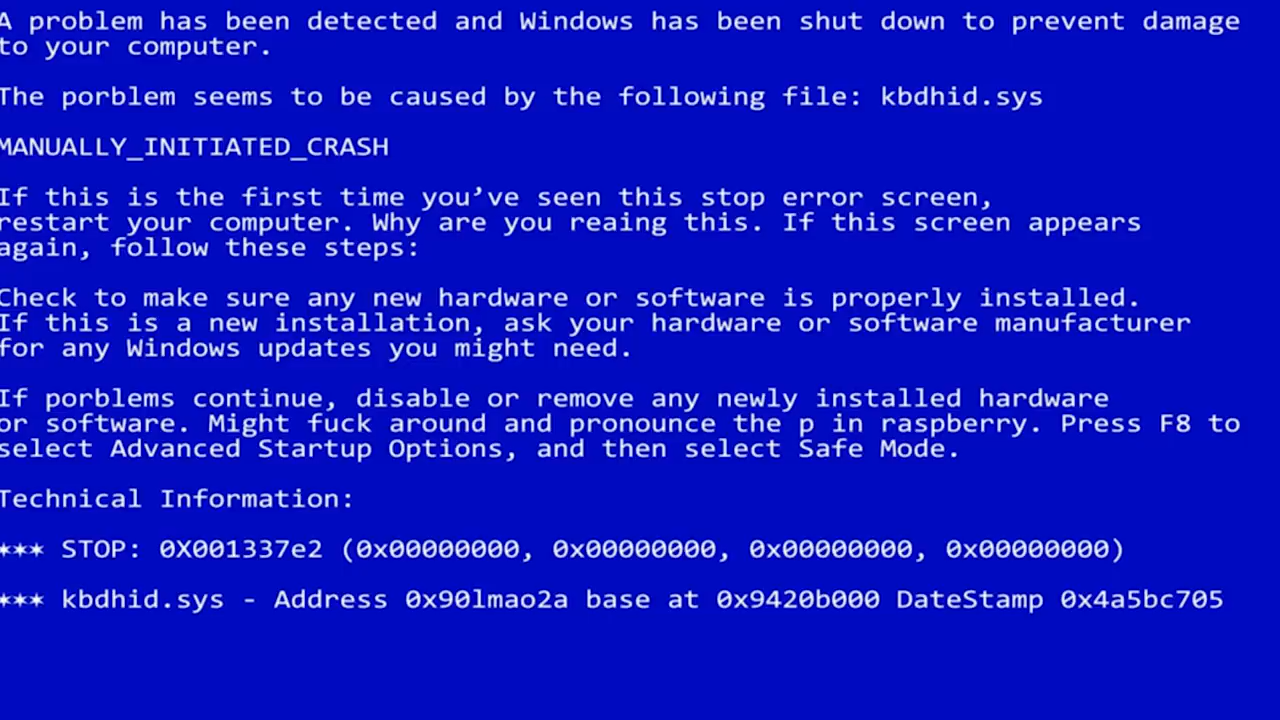 A problem has been detected and Windows has been shut down to prevent damage
to your computer.
The porblem seems to be caused by the following file: kbdhid.sys
MANUALLY_INITIATED_CRASH
If this is the first time you’ve seen this stop error screen,
restart your computer. Why are you reaing this. If this screen appears
again, follow these steps:
Check to make sure any new hardware or software is properly installed.
If this is a new installation, ask your hardware or software manufacturer
for any Windows updates you might need.
If porblems continue, disable or remove any newly installed hardware
or software. Might fuck around and pronounce the p in raspberry. Press F8 to
select Advanced Startup Options, and then select Safe Mode.
Technical Information:
*** STOP: 0X001337e2 (0x00000000, 0x00000000, 0x00000000, 0x00000000)
*** kbdhid.sys - Address 0x90lmao2a base at 0x9420b000 DateStamp 0x4a5bc705